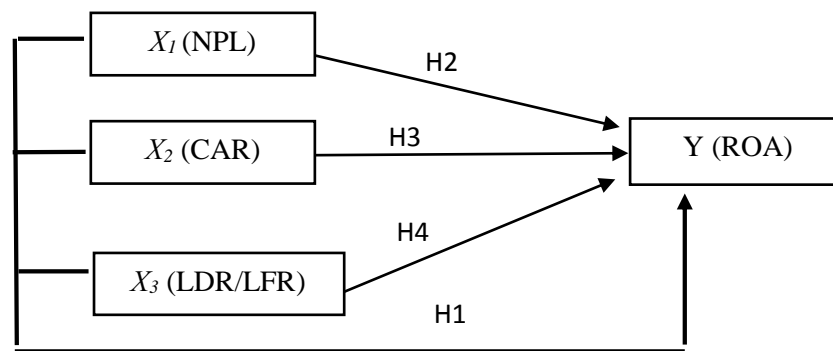 X1 (NPL)
H2
X2 (CAR)
H3
Y (ROA)
H4
X3 (LDR/LFR)
H1